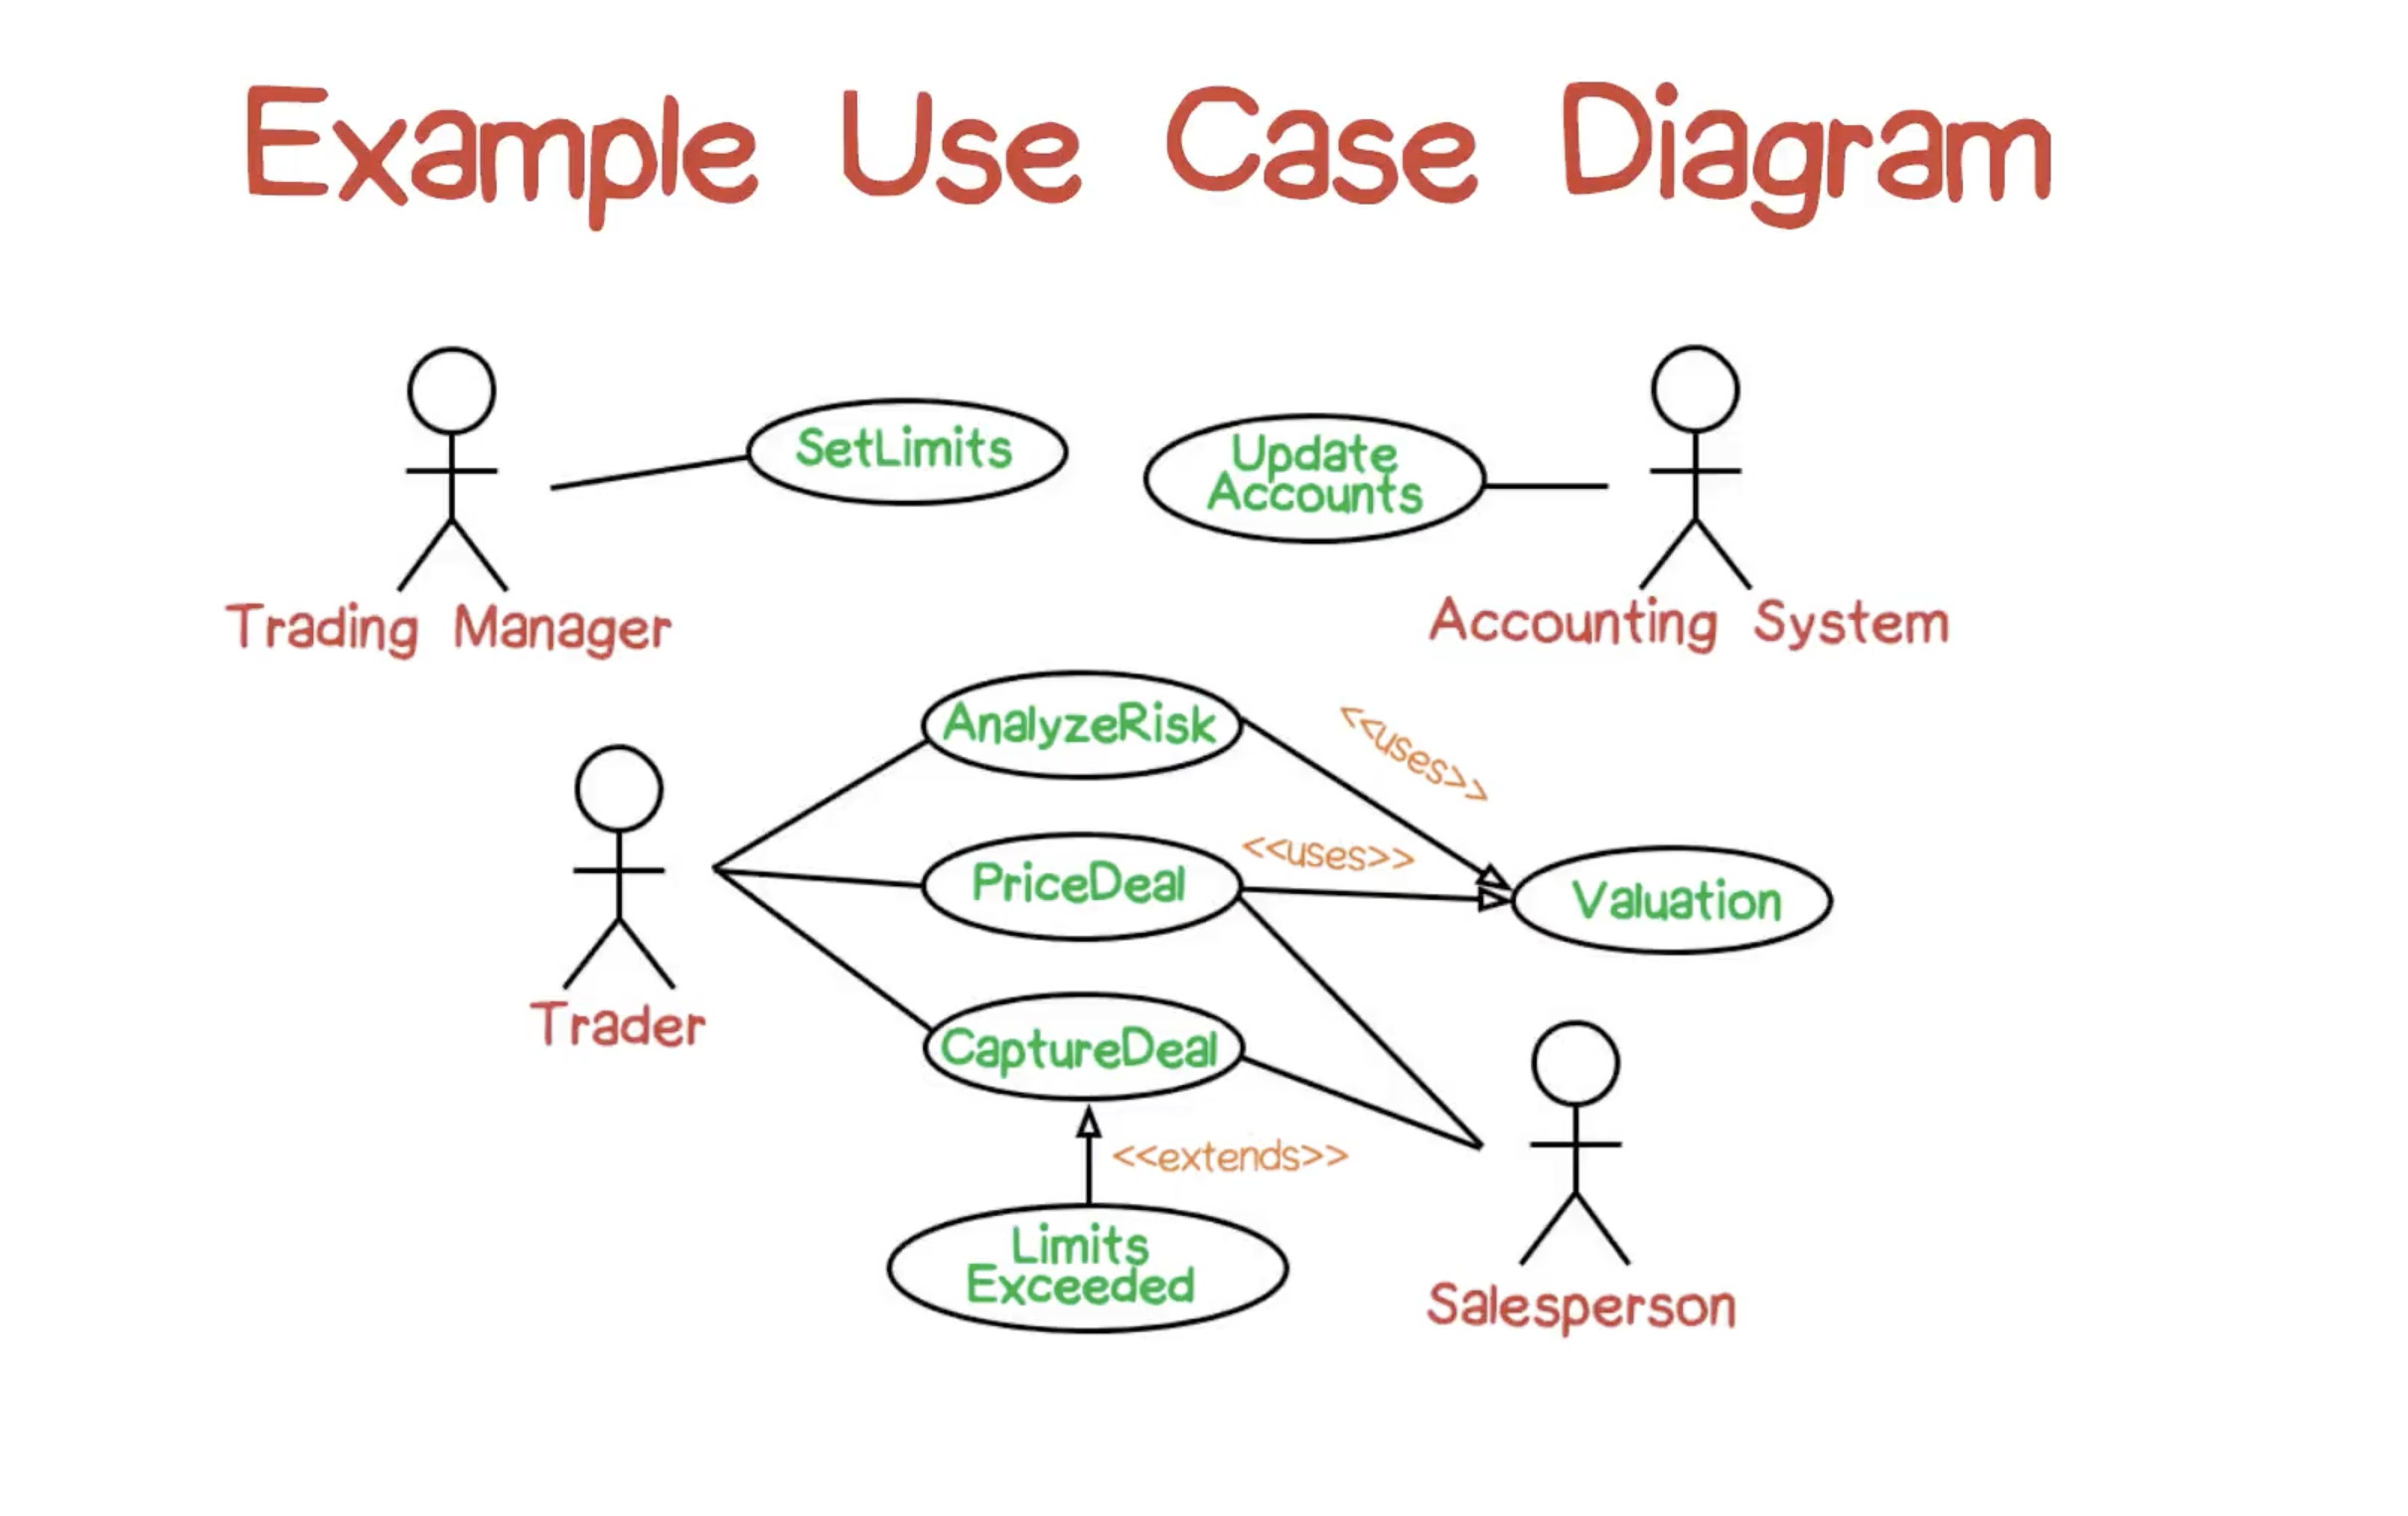 Example Use Case Diagram
SetLimits
Update
Accounts
Trading Manager
Accounting System
AnalyzeRisk
<<uses>>
<<uses>>
PriceDeal
Valuation
Trader
CaptureDeal
<<extends>>
Limits
Exceeded
Salesperson